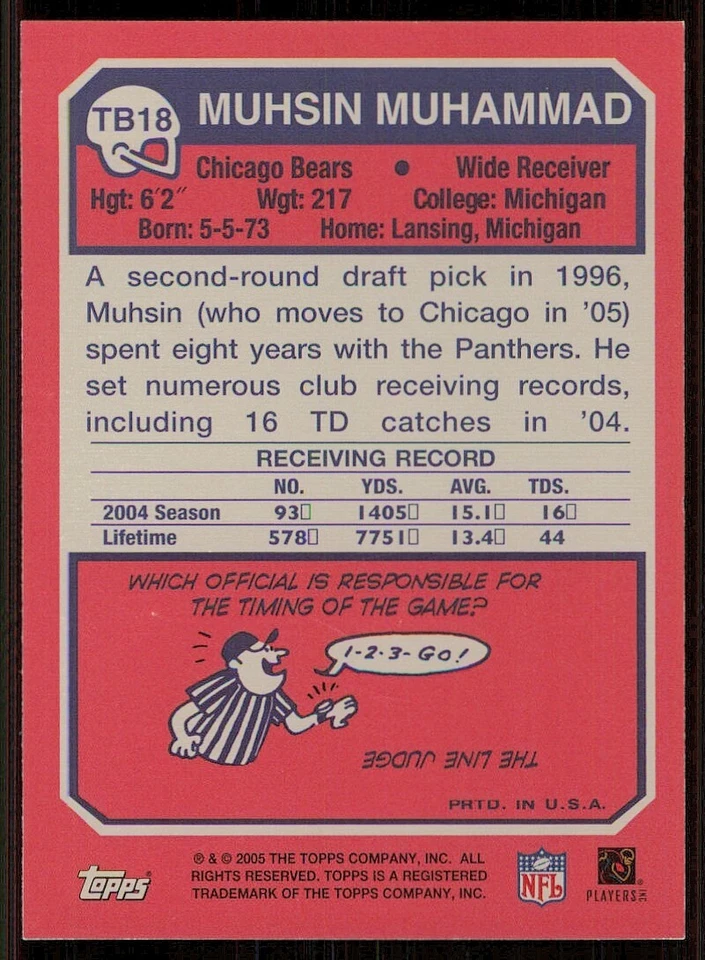 TB18 MUHSIN MUHAMMAD
Chicago Bears • Wide Receiver
Hgt: 6'2" Wgt: 217 College: Michigan
Born: 5-5-73 Home: Lansing, Michigan
A second-round draft pick in 1996,
Muhsin (who moves to Chicago in '05)
spent eight years with the Panthers. He
set numerous club receiving records,
including 16 TD catches in '04.
RECEIVING RECORD
NO. YDS. AVG. TDS.
2004 Season 93▯ 1405▯ 15.1▯ 16▯
Lifetime 578▯ 7751▯ 13.4▯ 44
WHICH OFFICIAL IS RESPONSIBLE FOR
THE TIMING OF THE GAME?
1-2-3-GO!
THE LINE JUDGE
PRTD. IN U.S.A.
topps®
® & © 2005 THE TOPPS COMPANY, INC. ALL
RIGHTS RESERVED. TOPPS IS A REGISTERED
TRADEMARK OF THE TOPPS COMPANY, INC.
NFL®
PLAYERS INC®